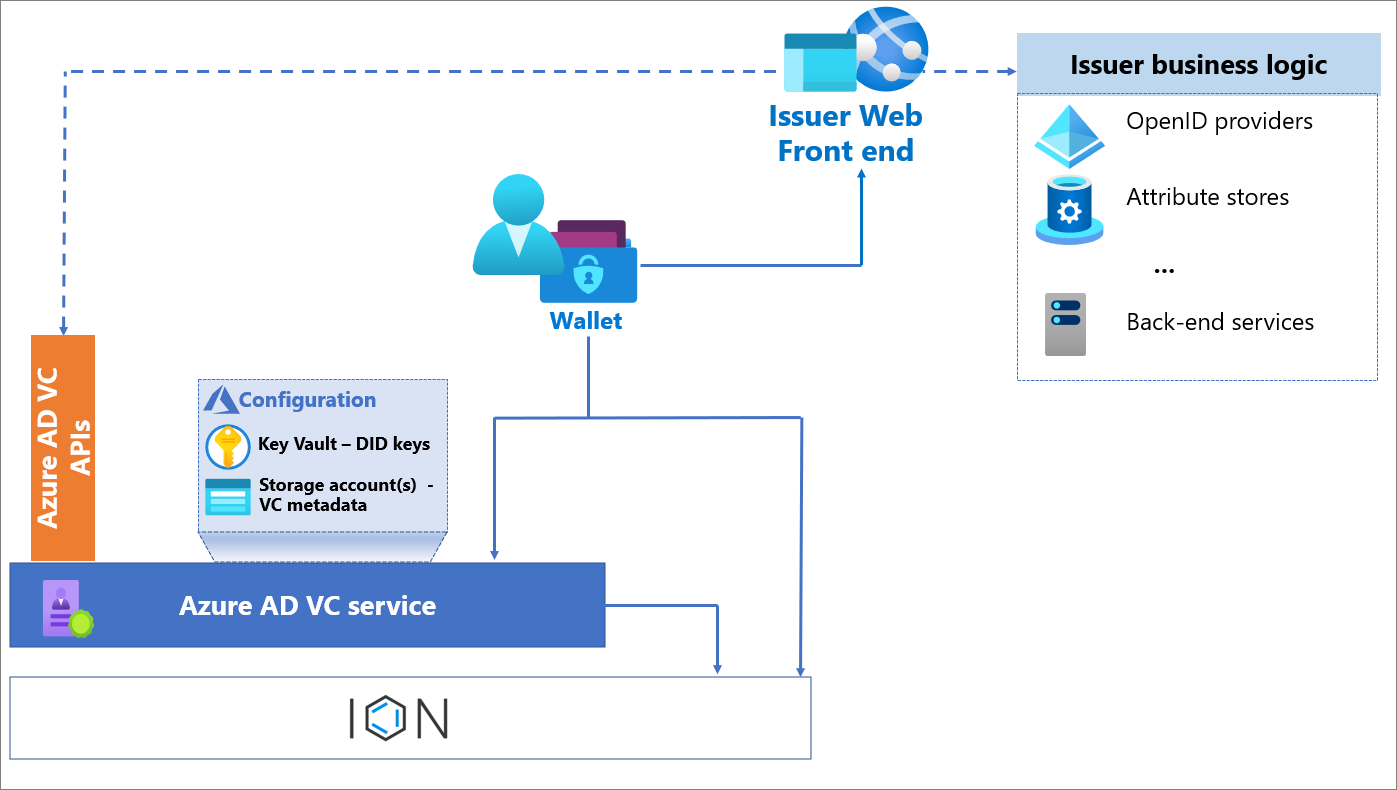 Issuer Web
Front end
Issuer business logic
OpenID providers
Attribute stores
...
Back-end services
Wallet
Azure AD VC
APIs
Configuration
Key Vault – DID keys
Storage account(s)  -
VC metadata
Azure AD VC service
ION